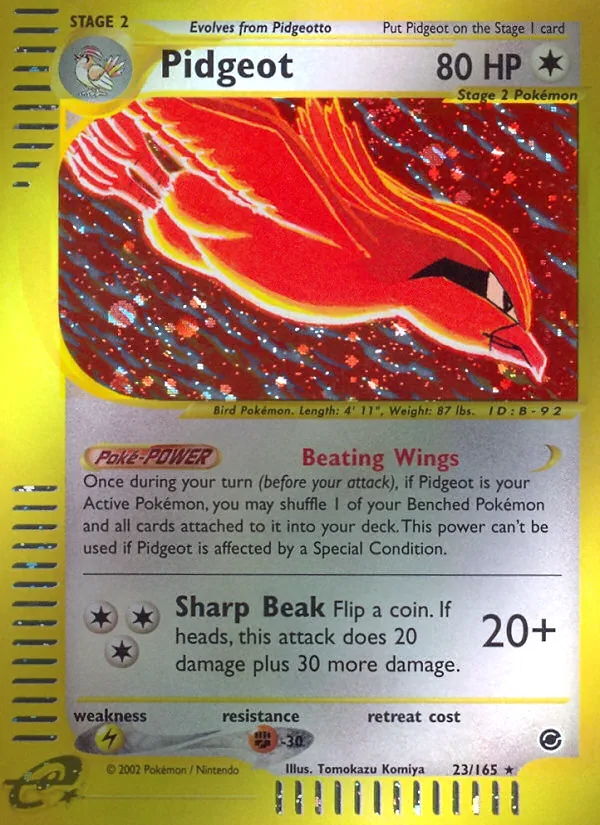 STAGE 2
Evolves from Pidgeotto
Put Pidgeot on the Stage 1 card
Pidgeot
80 HP
Stage 2 Pokémon
Bird Pokémon. Length: 4' 11", Weight: 87 lbs. ID:B-92
Poké-POWER
Beating Wings
Once during your turn (before your attack), if Pidgeot is your
Active Pokémon, you may shuffle 1 of your Benched Pokémon
and all cards attached to it into your deck. This power can't be
used if Pidgeot is affected by a Special Condition.
Sharp Beak Flip a coin. If
heads, this attack does 20
damage plus 30 more damage.
20+
weakness
resistance
retreat cost
-30
© 2002 Pokémon / Nintendo
Illus. Tomokazu Komiya
23/165 ★
e